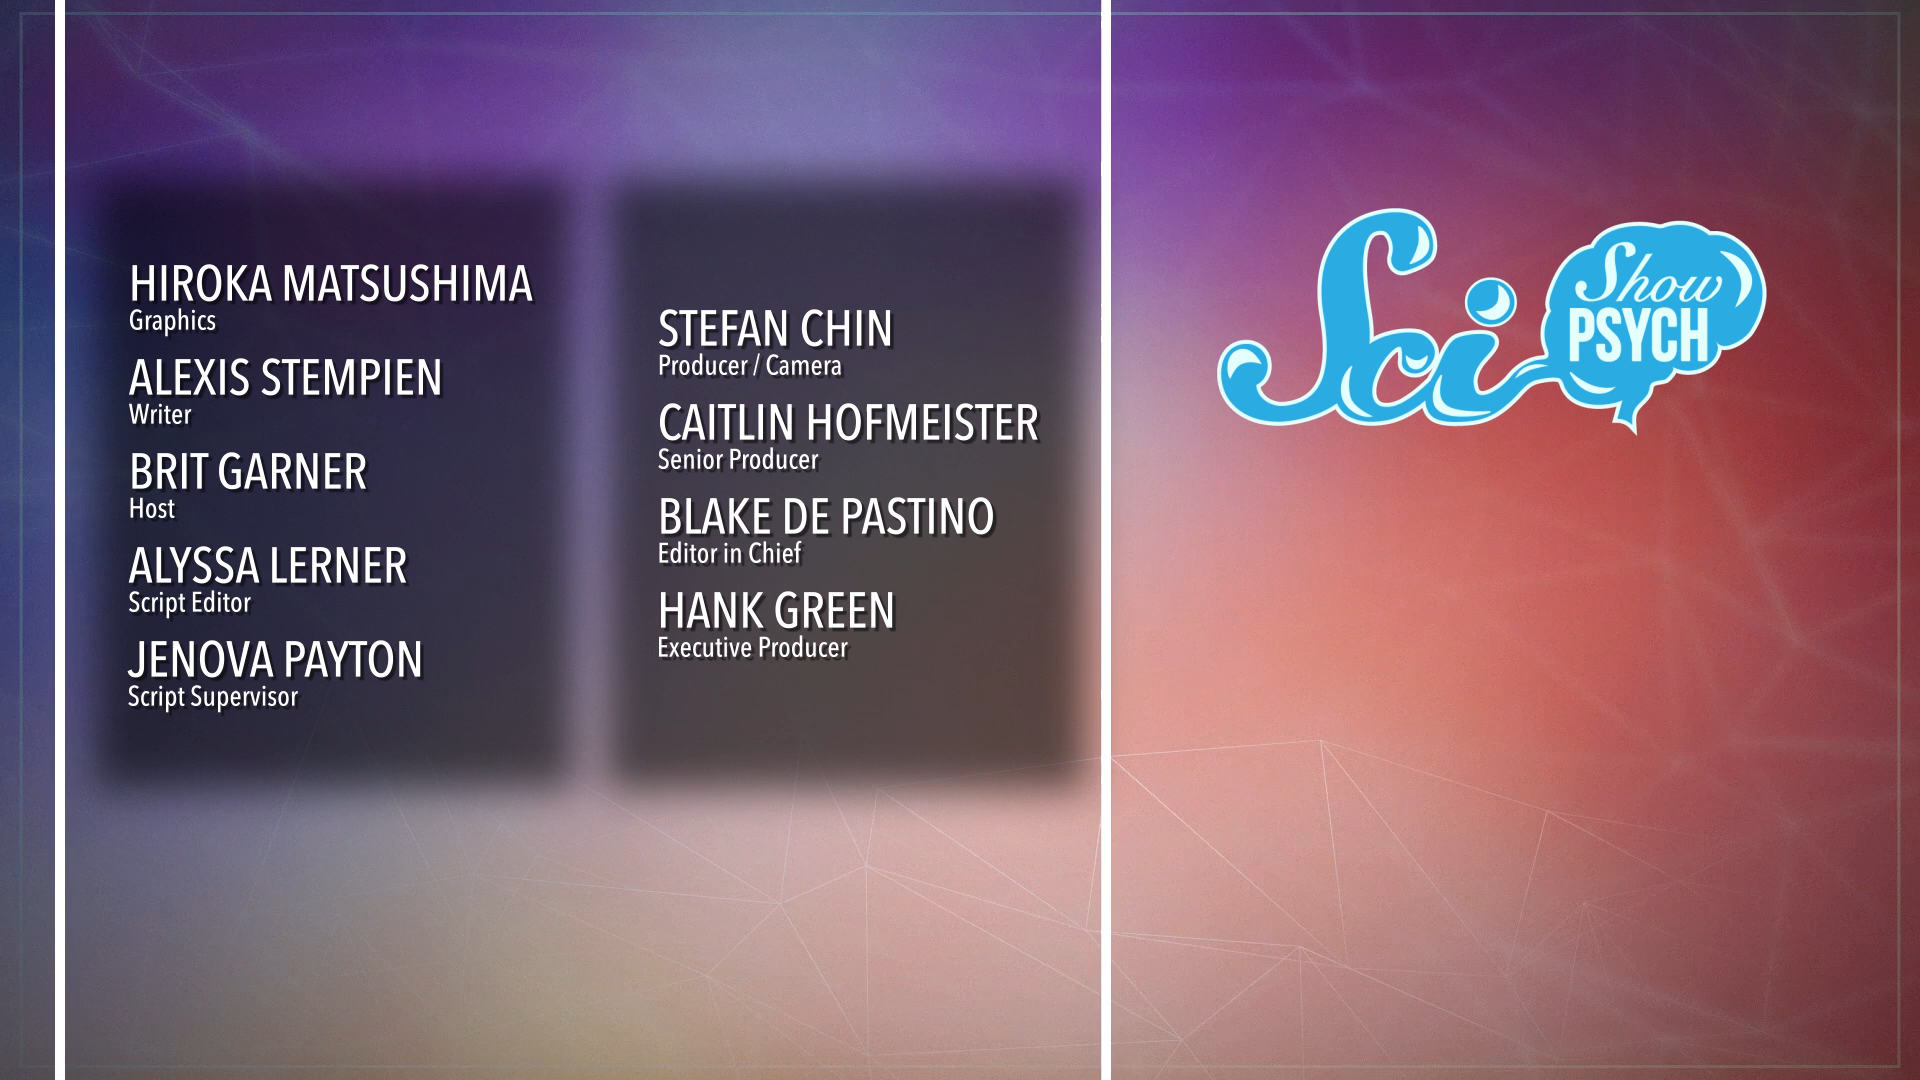 HIROKA MATSUSHIMA
Graphics
ALEXIS STEMPIEN
Writer
BRIT GARNER
Host
ALYSSA LERNER
Script Editor
JENOVA PAYTON
Script Supervisor
STEFAN CHIN
Producer / Camera
CAITLIN HOFMEISTER
Senior Producer
BLAKE DE PASTINO
Editor in Chief
HANK GREEN
Executive Producer
Sci Show
PSYCH